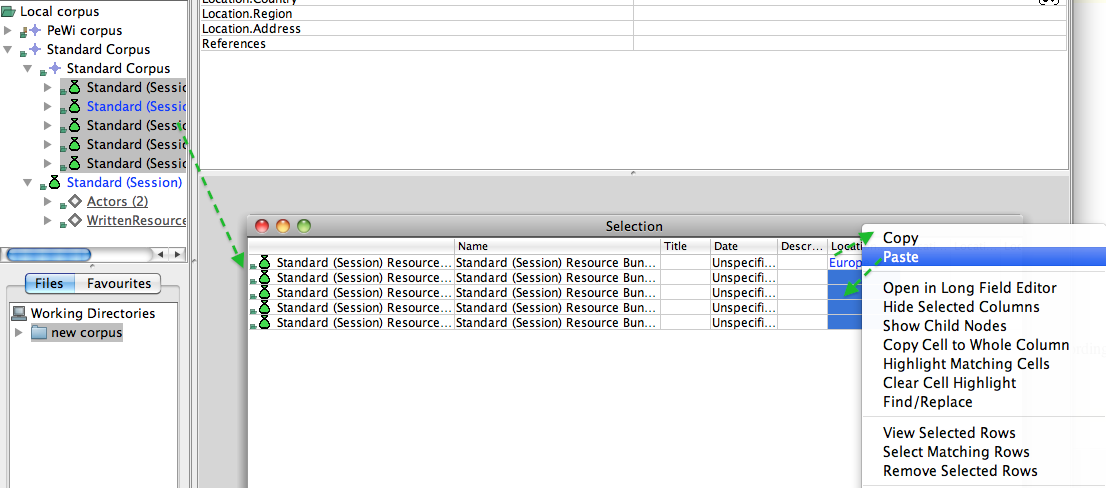 Local corpus
PeWi corpus
Standard Corpus
Standard Corpus
Standard (Sessio
Standard (Sessio
Standard (Sessio
Standard (Sessio
Standard (Sessio
Standard (Session)
Actors (2)
WrittenResource
Files Favourites
Working Directories
new corpus
Location.Country
Location.Region
Location.Address
References
Selection
Name Title Date Descr... Locati
Standard (Session) Resource... Standard (Session) Resource Bun... Unspecifi... Europ
Standard (Session) Resource... Standard (Session) Resource Bun... Unspecifi...
Standard (Session) Resource... Standard (Session) Resource Bun... Unspecifi...
Standard (Session) Resource... Standard (Session) Resource Bun... Unspecifi...
Standard (Session) Resource... Standard (Session) Resource Bun... Unspecifi...
Copy
Paste
Open in Long Field Editor
Hide Selected Columns
Show Child Nodes
Copy Cell to Whole Column
Highlight Matching Cells
Clear Cell Highlight
Find/Replace
View Selected Rows
Select Matching Rows
Remove Selected Rows